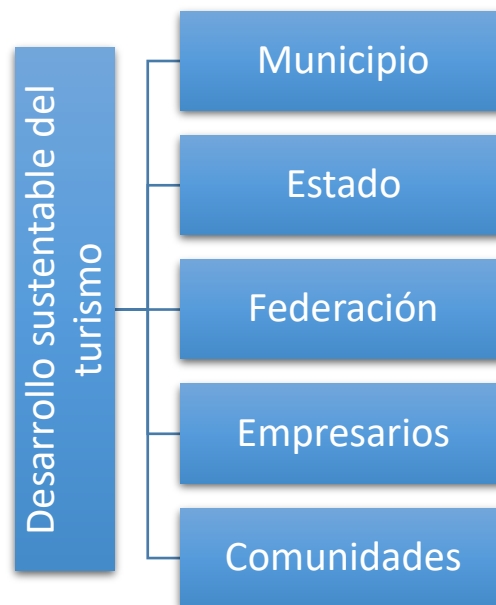 Desarrollo sustentable del
turismo
Municipio
Estado
Federación
Empresarios
Comunidades